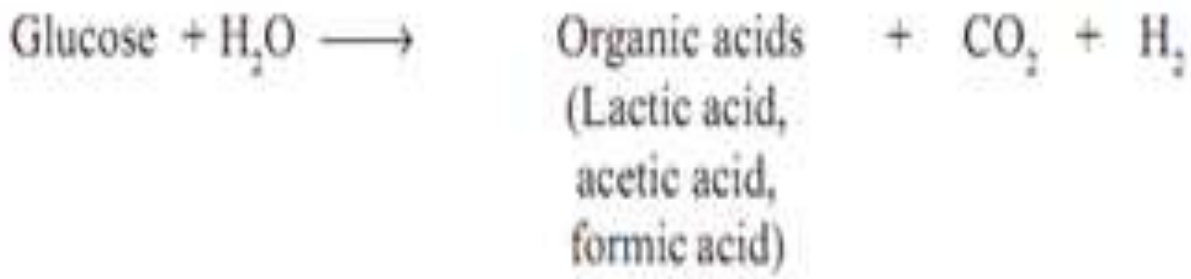 Glucose + H₂O ⟶ Organic acids + CO₂ + H₂
(Lactic acid,
acetic acid,
formic acid)